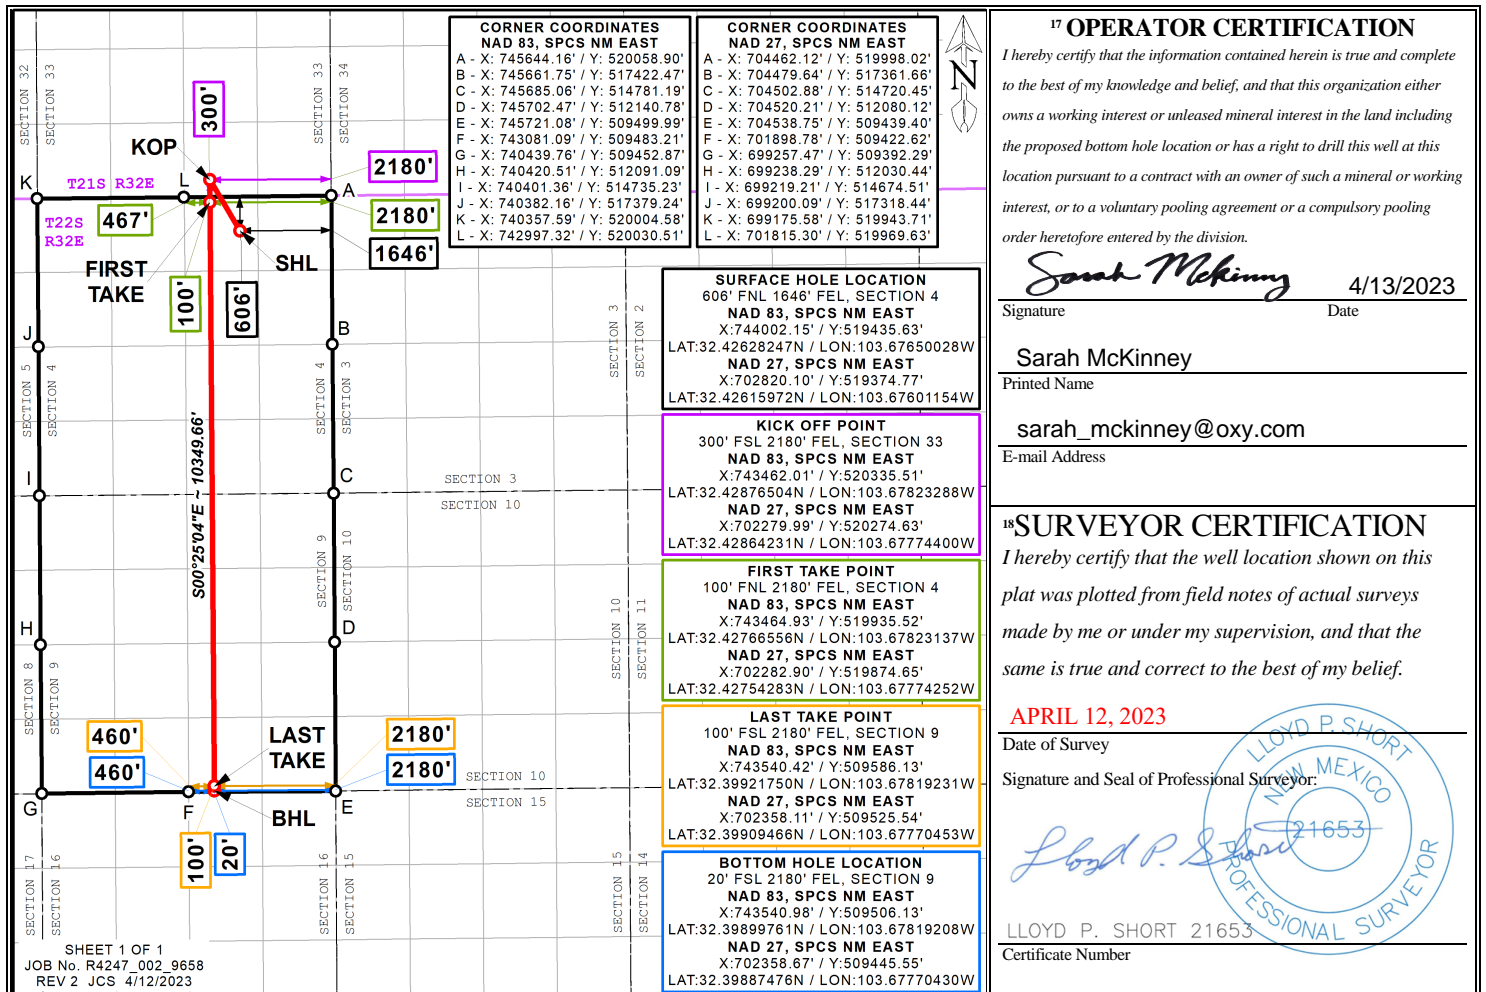 SECTION 32
SECTION 33
SECTION 33
SECTION 34
300'
KOP
2180'
K
T21S R32E
L
A
467'
2180'
T22S
R32E
1646'
FIRST
TAKE
SHL
100'
606'
J
B
SECTION 5
SECTION 4
SECTION 4
SECTION 3
SECTION 3
SECTION 2
S00°25'04"E ~ 10349.66'
I
C
SECTION 3
SECTION 10
SECTION 9
SECTION 10
SECTION 10
SECTION 11
H
D
SECTION 8
SECTION 9
460'
LAST
TAKE
2180'
460'
2180'
SECTION 10
SECTION 15
G
F
E
BHL
100'
20'
SECTION 17
SECTION 16
SECTION 16
SECTION 15
SECTION 15
SECTION 14
SHEET 1 OF 1
JOB No. R4247_002_9658
REV 2 JCS 4/12/2023
CORNER COORDINATES
NAD 83, SPCS NM EAST
A - X: 745644.16' / Y: 520058.90'
B - X: 745661.75' / Y: 517422.47'
C - X: 745685.06' / Y: 514781.19'
D - X: 745702.47' / Y: 512140.78'
E - X: 745721.08' / Y: 509499.99'
F - X: 743081.09' / Y: 509483.21'
G - X: 740439.76' / Y: 509452.87'
H - X: 740420.51' / Y: 512091.09'
I - X: 740401.36' / Y: 514735.23'
J - X: 740382.16' / Y: 517379.24'
K - X: 740357.59' / Y: 520004.58'
L - X: 742997.32' / Y: 520030.51'
CORNER COORDINATES
NAD 27, SPCS NM EAST
A - X: 704462.12' / Y: 519998.02'
B - X: 704479.64' / Y: 517361.66'
C - X: 704502.88' / Y: 514720.45'
D - X: 704520.21' / Y: 512080.12'
E - X: 704538.75' / Y: 509439.40'
F - X: 701898.78' / Y: 509422.62'
G - X: 699257.47' / Y: 509392.29'
H - X: 699238.29' / Y: 512030.44'
I - X: 699219.21' / Y: 514674.51'
J - X: 699200.09' / Y: 517318.44'
K - X: 699175.58' / Y: 519943.71'
L - X: 701815.30' / Y: 519969.63'
N
SURFACE HOLE LOCATION
606' FNL 1646' FEL, SECTION 4
NAD 83, SPCS NM EAST
X:744002.15' / Y:519435.63'
LAT:32.42628247N / LON:103.67650028W
NAD 27, SPCS NM EAST
X:702820.10' / Y:519374.77'
LAT:32.42615972N / LON:103.67601154W
KICK OFF POINT
300' FSL 2180' FEL, SECTION 33
NAD 83, SPCS NM EAST
X:743462.01' / Y:520335.51'
LAT:32.42876504N / LON:103.67823288W
NAD 27, SPCS NM EAST
X:702279.99' / Y:520274.63'
LAT:32.42864231N / LON:103.67774400W
FIRST TAKE POINT
100' FNL 2180' FEL, SECTION 4
NAD 83, SPCS NM EAST
X:743464.93' / Y:519935.52'
LAT:32.42766556N / LON:103.67823137W
NAD 27, SPCS NM EAST
X:702282.90' / Y:519874.65'
LAT:32.42754283N / LON:103.67774252W
LAST TAKE POINT
100' FSL 2180' FEL, SECTION 9
NAD 83, SPCS NM EAST
X:743540.42' / Y:509586.13'
LAT:32.39921750N / LON:103.67819231W
NAD 27, SPCS NM EAST
X:702358.11' / Y:509525.54'
LAT:32.39909466N / LON:103.67770453W
BOTTOM HOLE LOCATION
20' FSL 2180' FEL, SECTION 9
NAD 83, SPCS NM EAST
X:743540.98' / Y:509506.13'
LAT:32.39899761N / LON:103.67819208W
NAD 27, SPCS NM EAST
X:702358.67' / Y:509445.55'
LAT:32.39887476N / LON:103.67770430W
17 OPERATOR CERTIFICATION
I hereby certify that the information contained herein is true and complete
to the best of my knowledge and belief, and that this organization either
owns a working interest or unleased mineral interest in the land including
the proposed bottom hole location or has a right to drill this well at this
location pursuant to a contract with an owner of such a mineral or working
interest, or to a voluntary pooling agreement or a compulsory pooling
order heretofore entered by the division.
Sarah McKinney 4/13/2023
Signature Date
Sarah McKinney
Printed Name
sarah_mckinney@oxy.com
E-mail Address
18 SURVEYOR CERTIFICATION
I hereby certify that the well location shown on this
plat was plotted from field notes of actual surveys
made by me or under my supervision, and that the
same is true and correct to the best of my belief.
APRIL 12, 2023
Date of Survey
Signature and Seal of Professional Surveyor:
Lloyd P. Short
LLOYD P. SHORT
NEW MEXICO
21653
PROFESSIONAL SURVEYOR
LLOYD P. SHORT 21653
Certificate Number